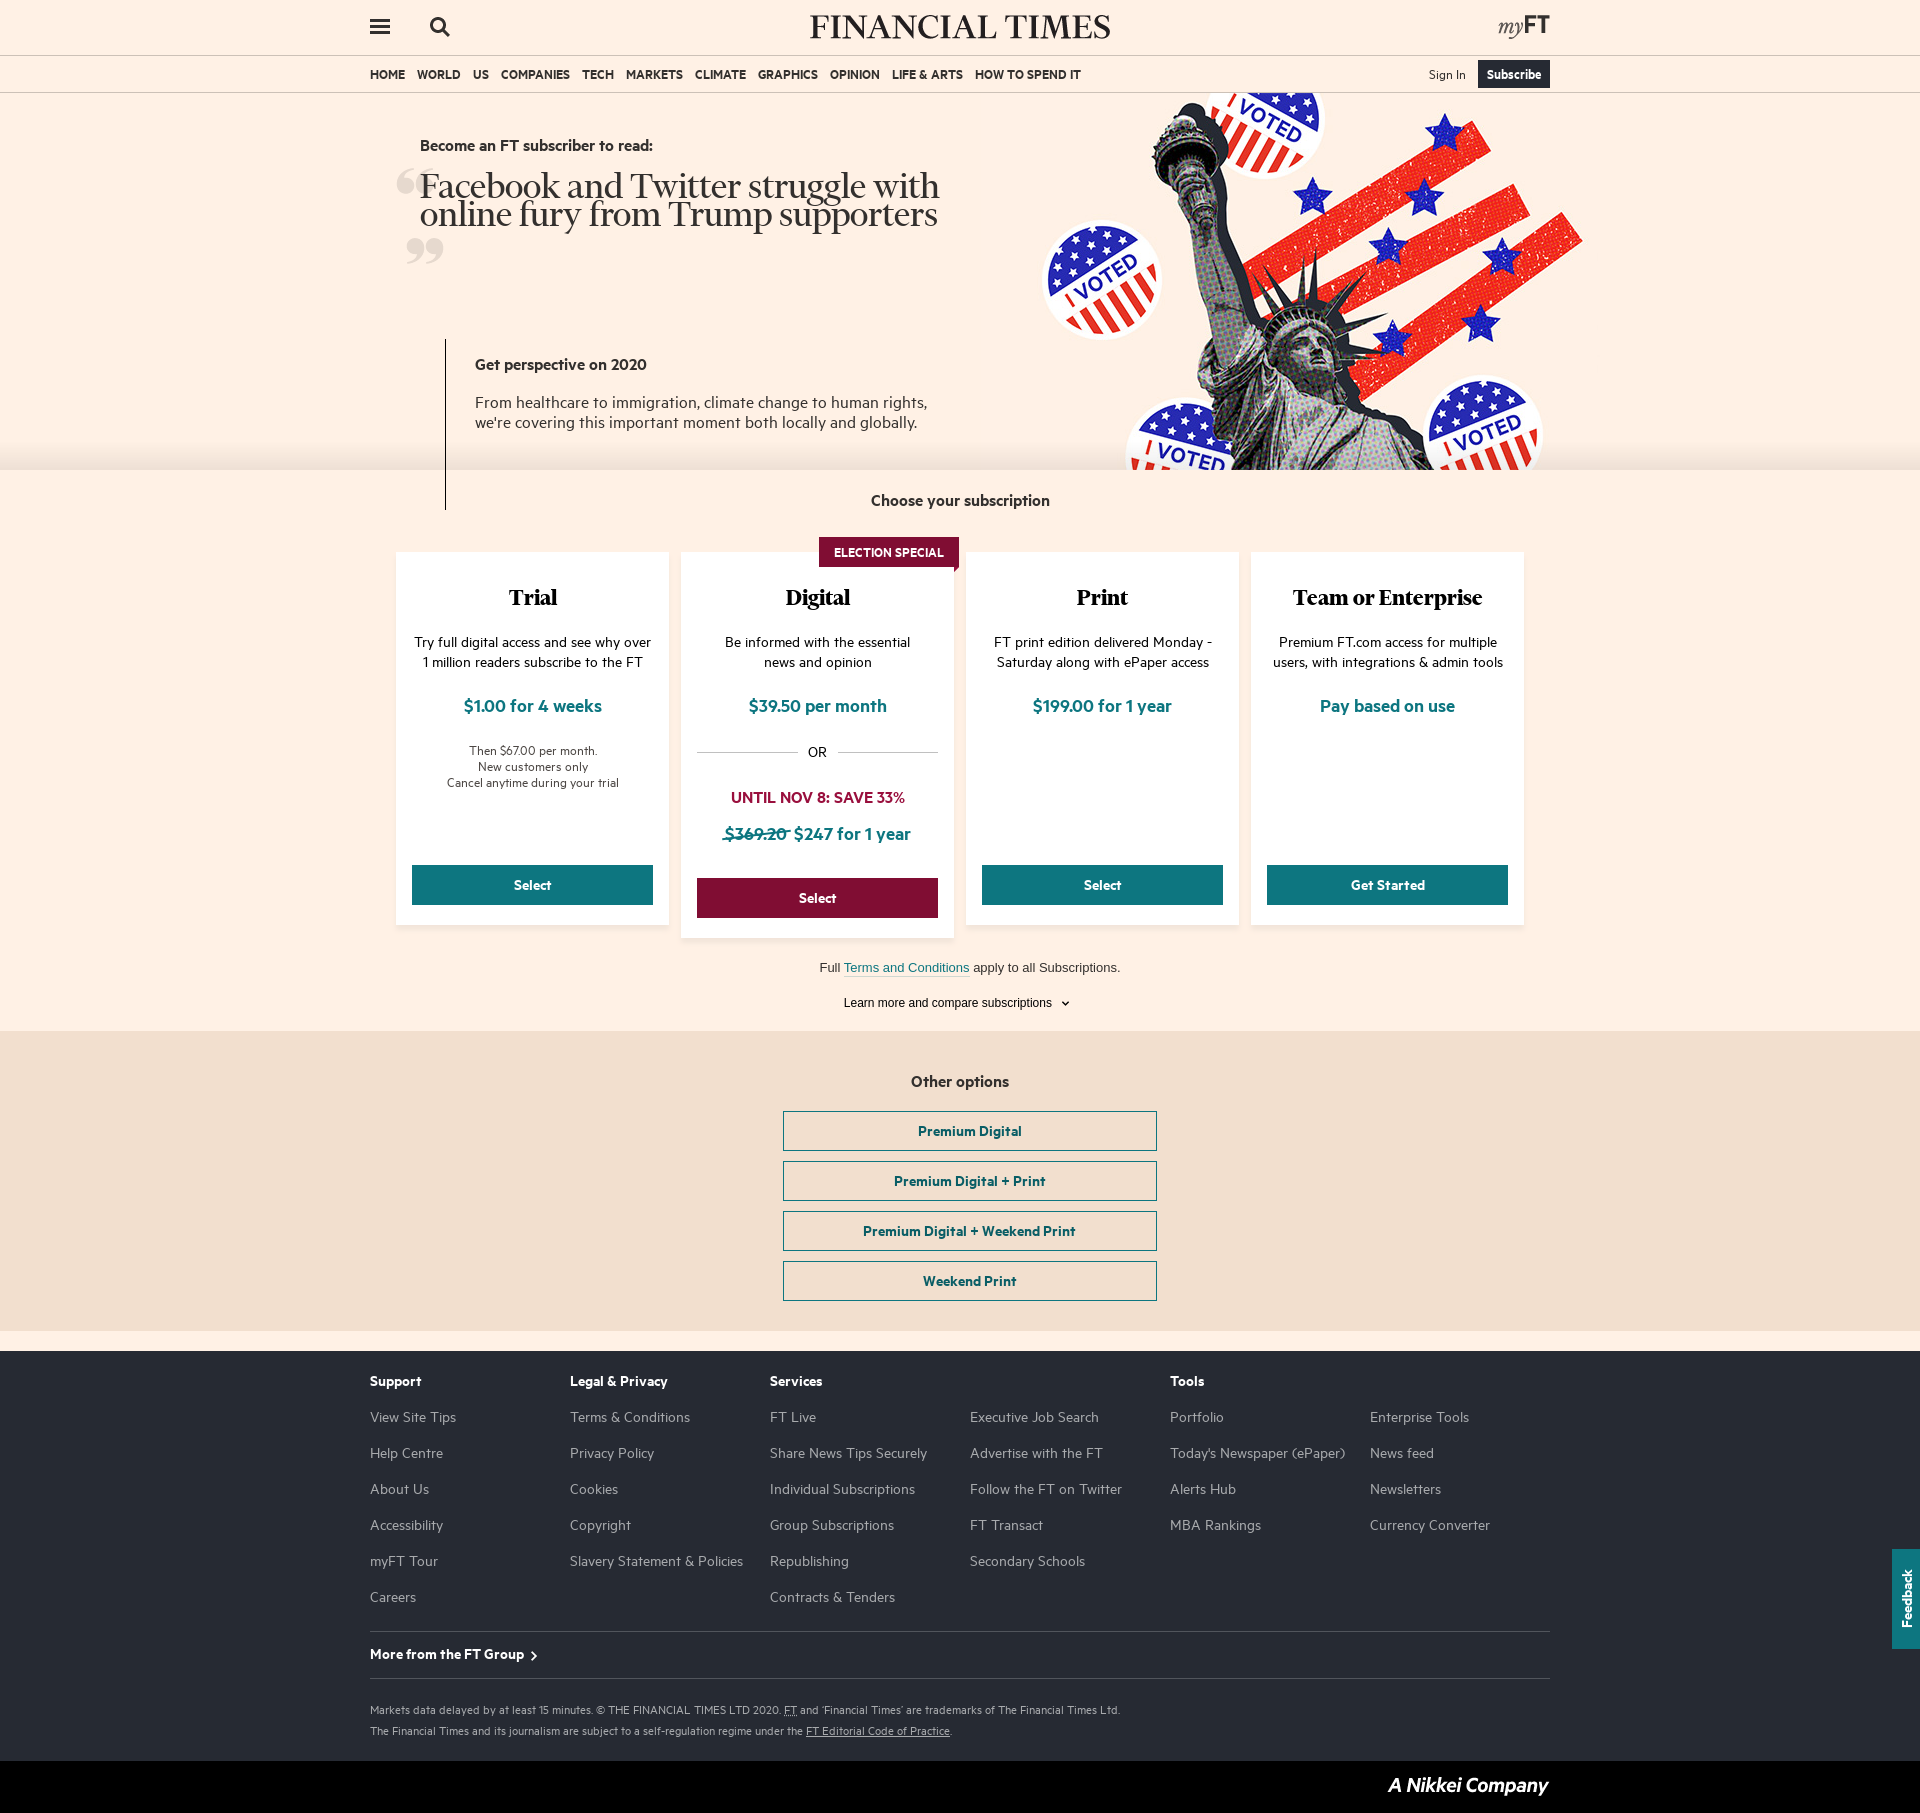 FINANCIAL TIMES
myFT
HOME WORLD US COMPANIES TECH MARKETS CLIMATE GRAPHICS OPINION LIFE & ARTS HOW TO SPEND IT
Sign In
Subscribe
Become an FT subscriber to read:
“Facebook and Twitter struggle with
online fury from Trump supporters
”
I VOTED
I VOTED
I VOTED
VOTED
Get perspective on 2020
From healthcare to immigration, climate change to human rights,
we're covering this important moment both locally and globally.
Choose your subscription
Trial
Try full digital access and see why over
1 million readers subscribe to the FT
$1.00 for 4 weeks
Then $67.00 per month.
New customers only
Cancel anytime during your trial
Select
ELECTION SPECIAL
Digital
Be informed with the essential
news and opinion
$39.50 per month
OR
UNTIL NOV 8: SAVE 33%
$369.20 $247 for 1 year
Select
Print
FT print edition delivered Monday -
Saturday along with ePaper access
$199.00 for 1 year
Select
Team or Enterprise
Premium FT.com access for multiple
users, with integrations & admin tools
Pay based on use
Get Started
Full Terms and Conditions apply to all Subscriptions.
Learn more and compare subscriptions
Other options
Premium Digital
Premium Digital + Print
Premium Digital + Weekend Print
Weekend Print
Support
View Site Tips
Help Centre
About Us
Accessibility
myFT Tour
Careers
Legal & Privacy
Terms & Conditions
Privacy Policy
Cookies
Copyright
Slavery Statement & Policies
Services
FT Live
Share News Tips Securely
Individual Subscriptions
Group Subscriptions
Republishing
Contracts & Tenders
Executive Job Search
Advertise with the FT
Follow the FT on Twitter
FT Transact
Secondary Schools
Tools
Portfolio
Today's Newspaper (ePaper)
Alerts Hub
MBA Rankings
Enterprise Tools
News feed
Newsletters
Currency Converter
Feedback
More from the FT Group
Markets data delayed by at least 15 minutes. © THE FINANCIAL TIMES LTD 2020. FT and ‘Financial Times’ are trademarks of The Financial Times Ltd.
The Financial Times and its journalism are subject to a self-regulation regime under the FT Editorial Code of Practice.
A Nikkei Company